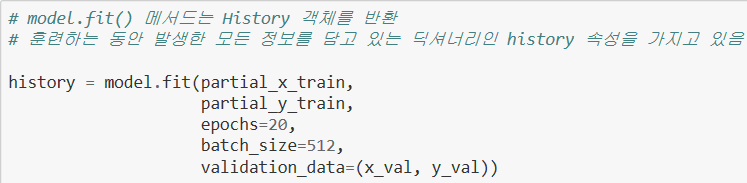 # model.fit() 메서드는 History 객체를 반환
# 훈련하는 동안 발생한 모든 정보를 담고 있는 딕셔너리인 history 속성을 가지고 있음
history = model.fit(partial_x_train,
partial_y_train,
epochs=20,
batch_size=512,
validation_data=(x_val, y_val))